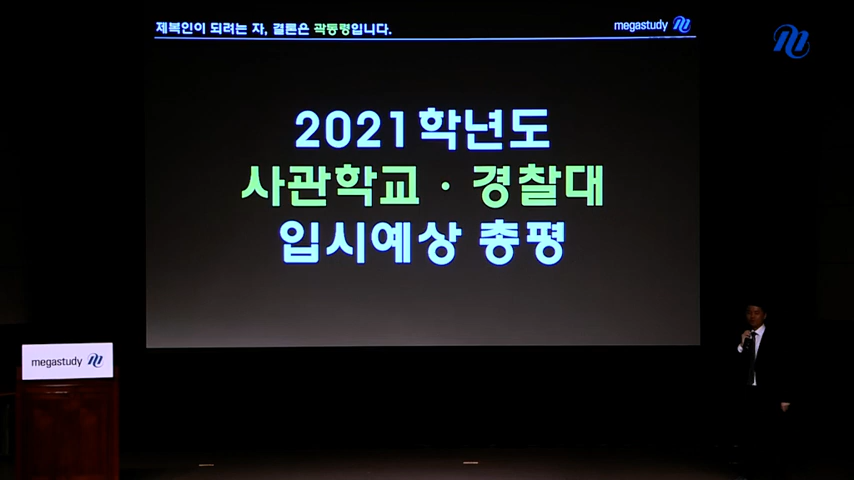 제복인이 되려는 자, 결론은 곽동령입니다.
megastudy
2021학년도
사관학교 · 경찰대
입시예상 총평
megastudy